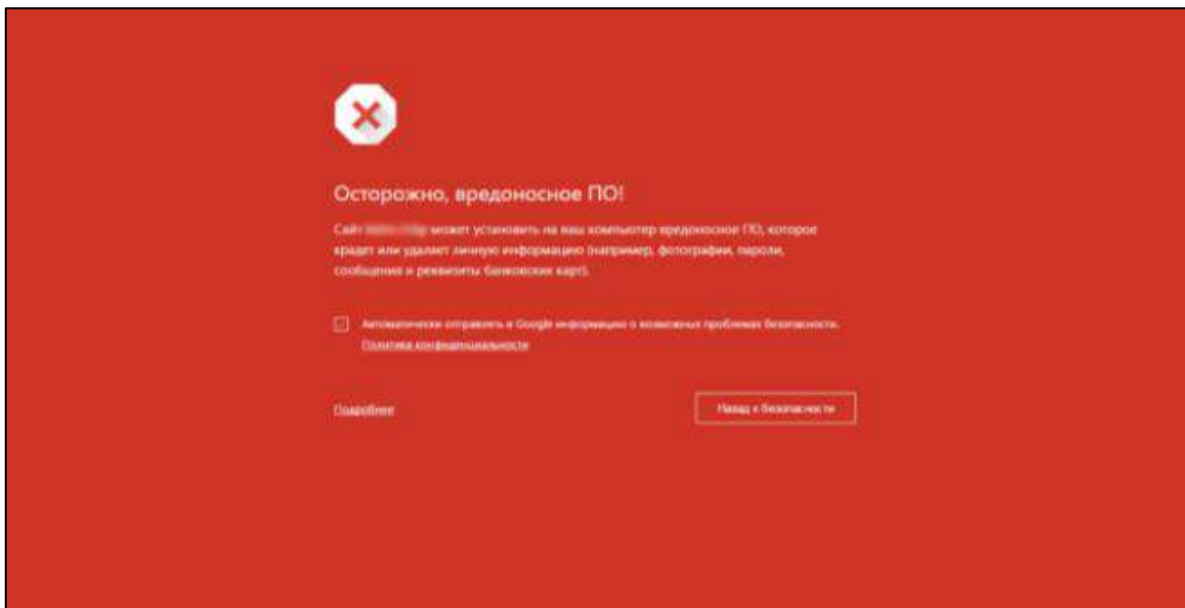 Осторожно, вредоносное ПО!
Сайт может установить на ваш компьютер вредоносное ПО, которое
крадет или удаляет личную информацию (например, фотографии, пароли,
сообщения и реквизиты банковских карт).
Автоматически отправлять в Google информацию о возможных проблемах безопасности.
Политика конфиденциальности
Подробнее
Назад к безопасности